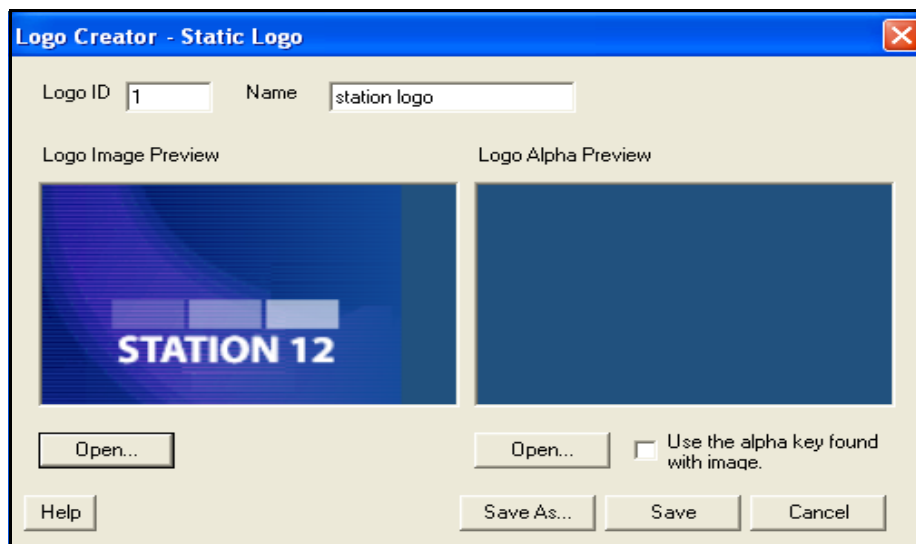 Logo Creator - Static Logo
Logo ID 1 Name station logo
Logo Image Preview Logo Alpha Preview
STATION 12
Open... Open... Use the alpha key found
with image.
Help Save As... Save Cancel